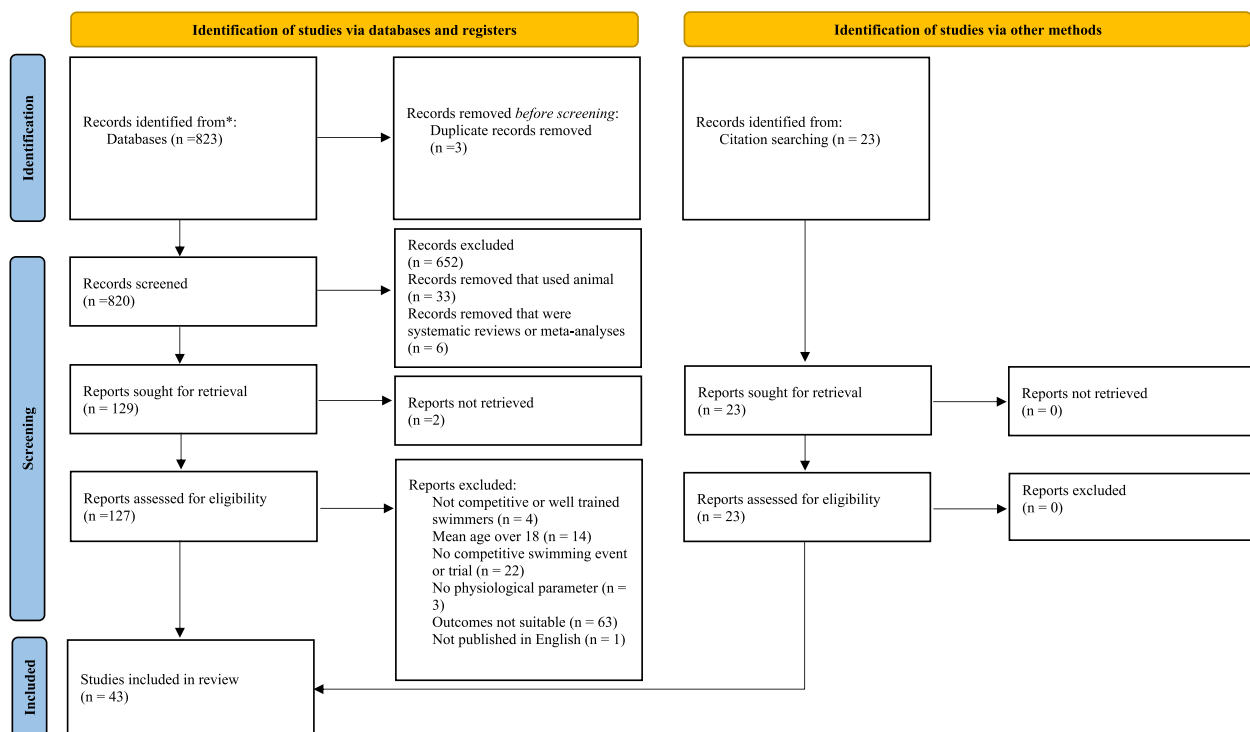 Identification of studies via databases and registers
Identification of studies via other methods
Identification
Records identified from*:
Databases (n =823)
Records removed before screening:
Duplicate records removed
(n =3)
Records identified from:
Citation searching (n = 23)
Screening
Records screened
(n =820)
Records excluded
(n = 652)
Records removed that used animal
(n = 33)
Records removed that were
systematic reviews or meta-analyses
(n = 6)
Reports sought for retrieval
(n = 129)
Reports not retrieved
(n =2)
Reports sought for retrieval
(n = 23)
Reports not retrieved
(n = 0)
Reports assessed for eligibility
(n =127)
Reports excluded:
Not competitive or well trained
swimmers (n = 4)
Mean age over 18 (n = 14)
No competitive swimming event
or trial (n = 22)
No physiological parameter (n =
3)
Outcomes not suitable (n = 63)
Not published in English (n = 1)
Reports assessed for eligibility
(n = 23)
Reports excluded
(n = 0)
Included
Studies included in review
(n = 43)